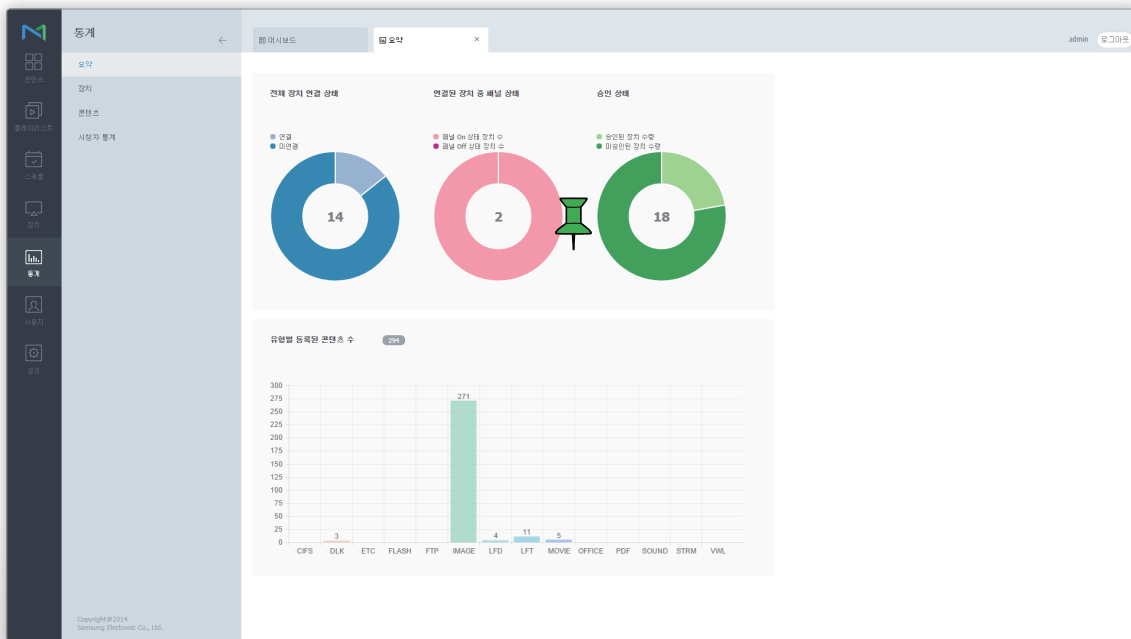 통계
←
대시보드
요약
×
admin
로그아웃
콘텐츠
플레이리스트
스케줄
장치
통계
사용자
설정
요약
장치
콘텐츠
시청자 통계
전체 장치 연결 상태
연결
미연결
14
연결된 장치 중 패널 상태
패널 On 상태 장치 수
패널 Off 상태 장치 수
2
승인 상태
승인된 장치 수량
미승인된 장치 수량
18
유형별 등록된 콘텐츠 수 294
300
275
250
225
200
175
150
125
100
75
50
25
0
3
271
4
11
5
CIFS DLK ETC FLASH FTP IMAGE LFD LFT MOVIE OFFICE PDF SOUND STRM VWL
Copyright©2014
Samsung Electronic Co., Ltd.